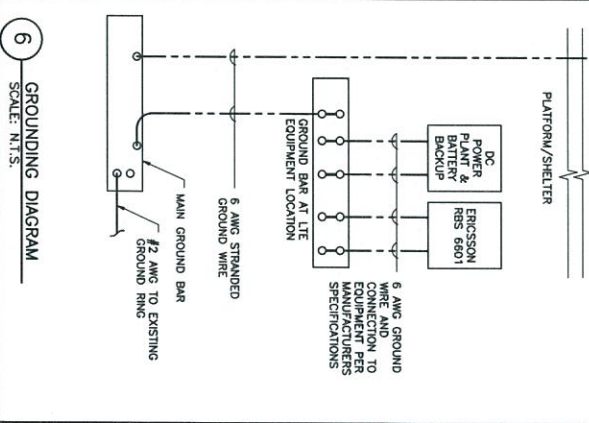 PLATFORM/SHELTER
DC
POWER
PLANT &
BATTERY
BACKUP
ERICSSON
RBS 6601
6 AWG GROUND
WIRE AND
CONNECTION TO
EQUIPMENT PER
MANUFACTURERS
SPECIFICATIONS
GROUND BAR AT LTE
EQUIPMENT LOCATION
6 AWG STRANDED
GROUND WIRE
MAIN GROUND BAR
#2 AWG TO EXISTING
GROUND RING
6
GROUNDING DIAGRAM
SCALE: N.T.S.